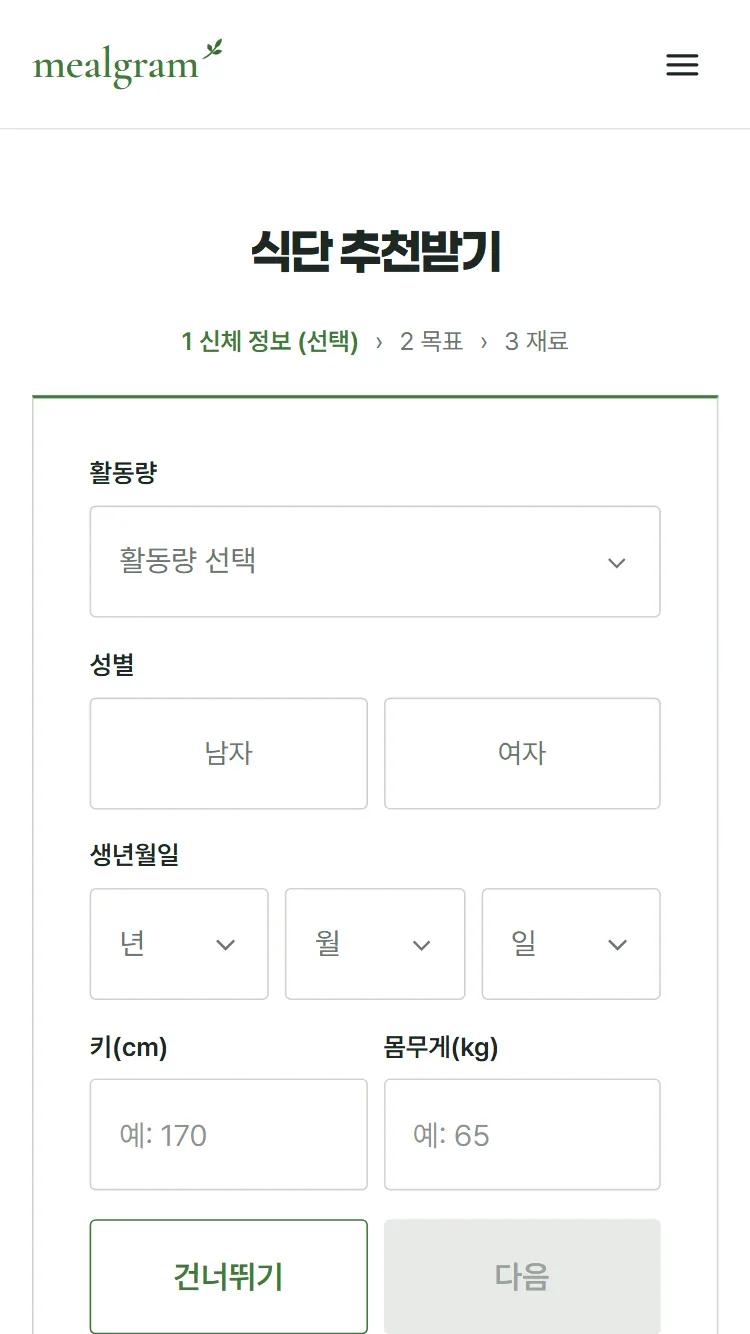 mealgram
식단 추천받기
1 신체 정보 (선택) › 2 목표 › 3 재료
활동량
활동량 선택
성별
남자 여자
생년월일
년 월 일
키(cm) 몸무게(kg)
예: 170 예: 65
건너뛰기 다음